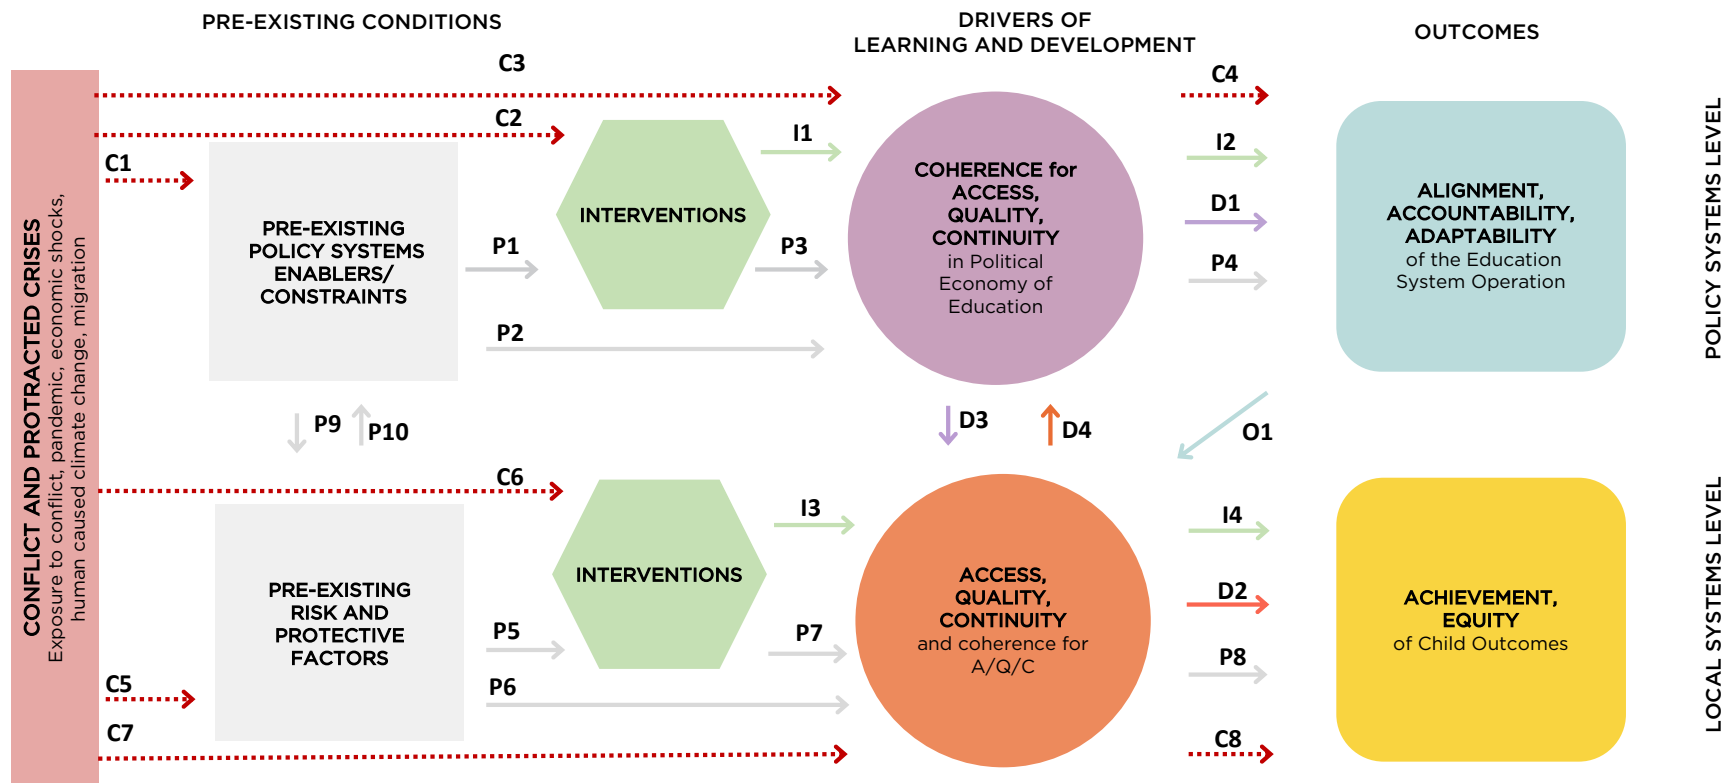 PRE-EXISTING CONDITIONS
DRIVERS OF
LEARNING AND DEVELOPMENT
OUTCOMES
CONFLICT AND PROTRACTED CRISES
Exposure to conflict, pandemic, economic shocks,
human caused climate change, migration
C3
C2
C1
C4
PRE-EXISTING
POLICY SYSTEMS
ENABLERS/
CONSTRAINTS
P1
P2
INTERVENTIONS
I1
P3
COHERENCE for
ACCESS,
QUALITY,
CONTINUITY
in Political
Economy of
Education
I2
D1
P4
ALIGNMENT,
ACCOUNTABILITY,
ADAPTABILITY
of the Education
System Operation
POLICY SYSTEMS LEVEL
P9
P10
D3
D4
O1
C6
C5
C7
PRE-EXISTING
RISK AND
PROTECTIVE
FACTORS
P5
P6
INTERVENTIONS
I3
P7
ACCESS,
QUALITY,
CONTINUITY
and coherence for
A/Q/C
I4
D2
P8
C8
ACHIEVEMENT,
EQUITY
of Child Outcomes
LOCAL SYSTEMS LEVEL